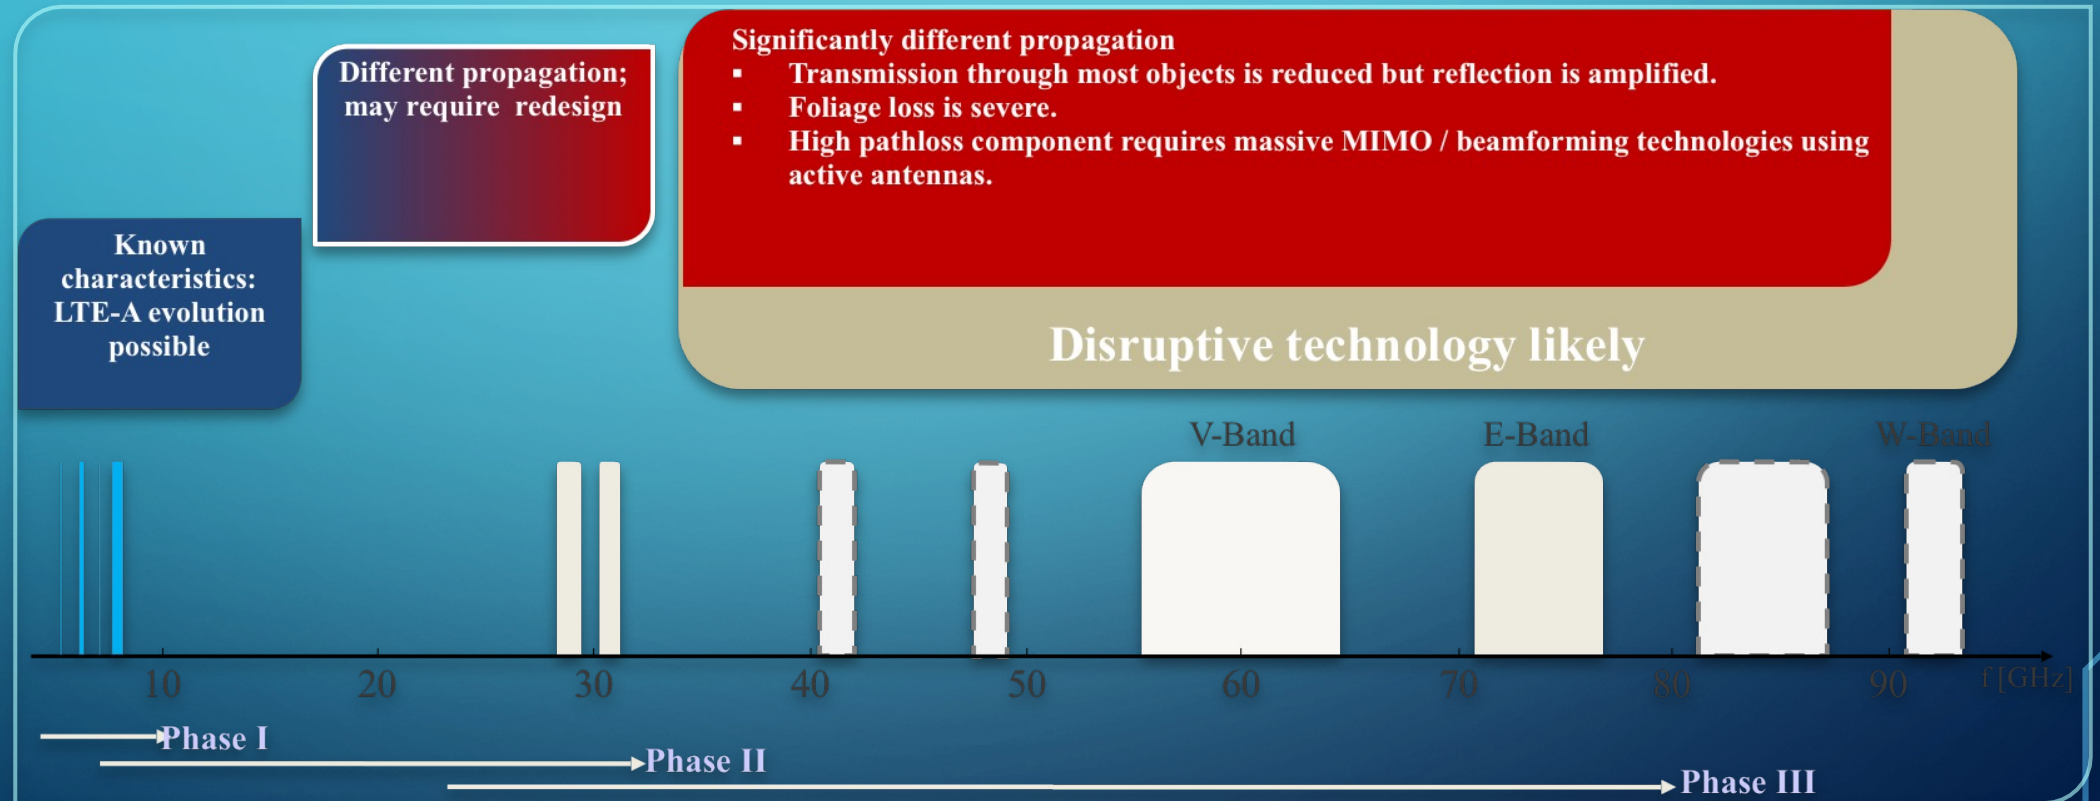 Significantly different propagation
▪ Transmission through most objects is reduced but reflection is amplified.
▪ Foliage loss is severe.
▪ High pathloss component requires massive MIMO / beamforming technologies using
active antennas.
Different propagation;
may require redesign
Known
characteristics:
LTE-A evolution
possible
Disruptive technology likely
V-Band E-Band W-Band
10 20 30 40 50 60 70 80 90 f [GHz]
Phase I
Phase II
Phase III